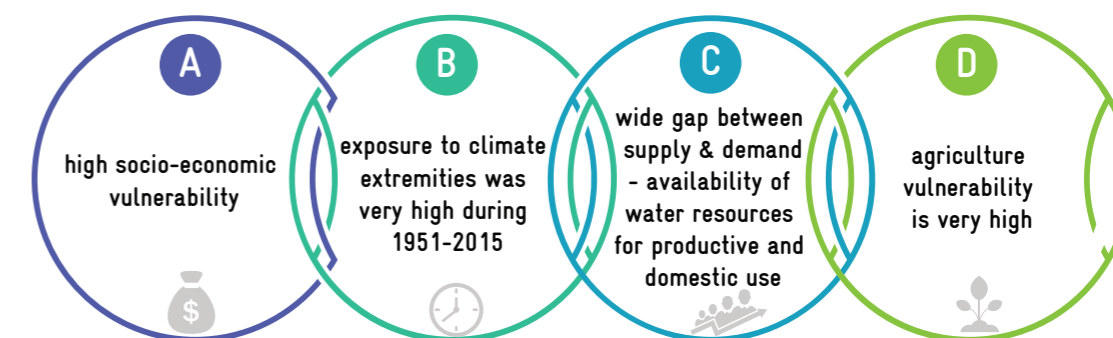 A
high socio-economic
vulnerability
$
B
exposure to climate
extremities was
very high during
1951-2015
C
wide gap between
supply & demand
- availability of
water resources
for productive and
domestic use
D
agriculture
vulnerability
is very high